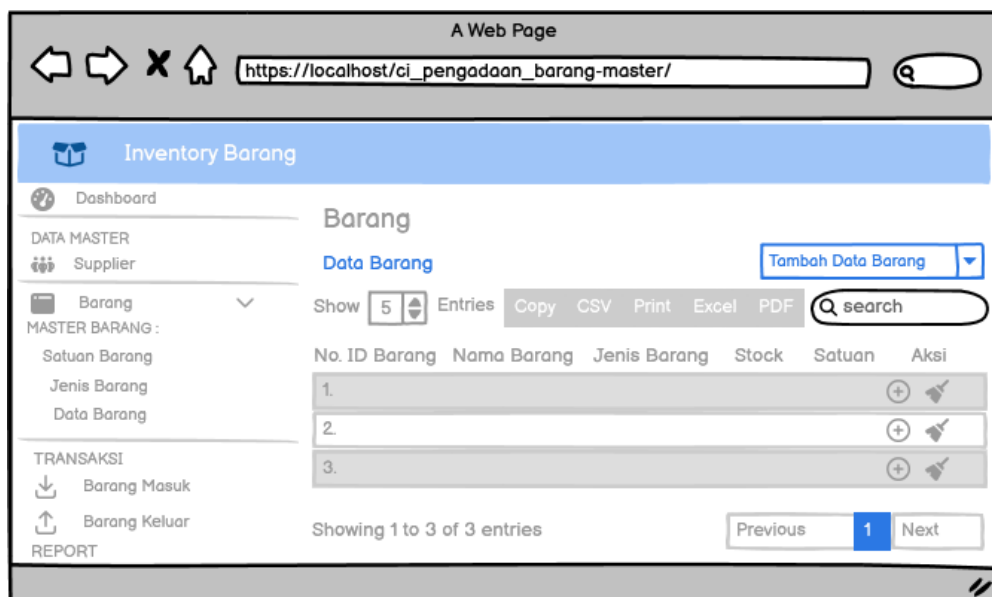 A Web Page
https://localhost/ci_pengadaan_barang-master/
Inventory Barang
Dashboard
DATA MASTER
Supplier
Barang
MASTER BARANG :
Satuan Barang
Jenis Barang
Data Barang
TRANSAKSI
Barang Masuk
Barang Keluar
REPORT
Barang
Data Barang
Tambah Data Barang
Show 5 Entries Copy CSV Print Excel PDF search
No. ID Barang Nama Barang Jenis Barang Stock Satuan Aksi
1.
2.
3.
Showing 1 to 3 of 3 entries
Previous 1 Next